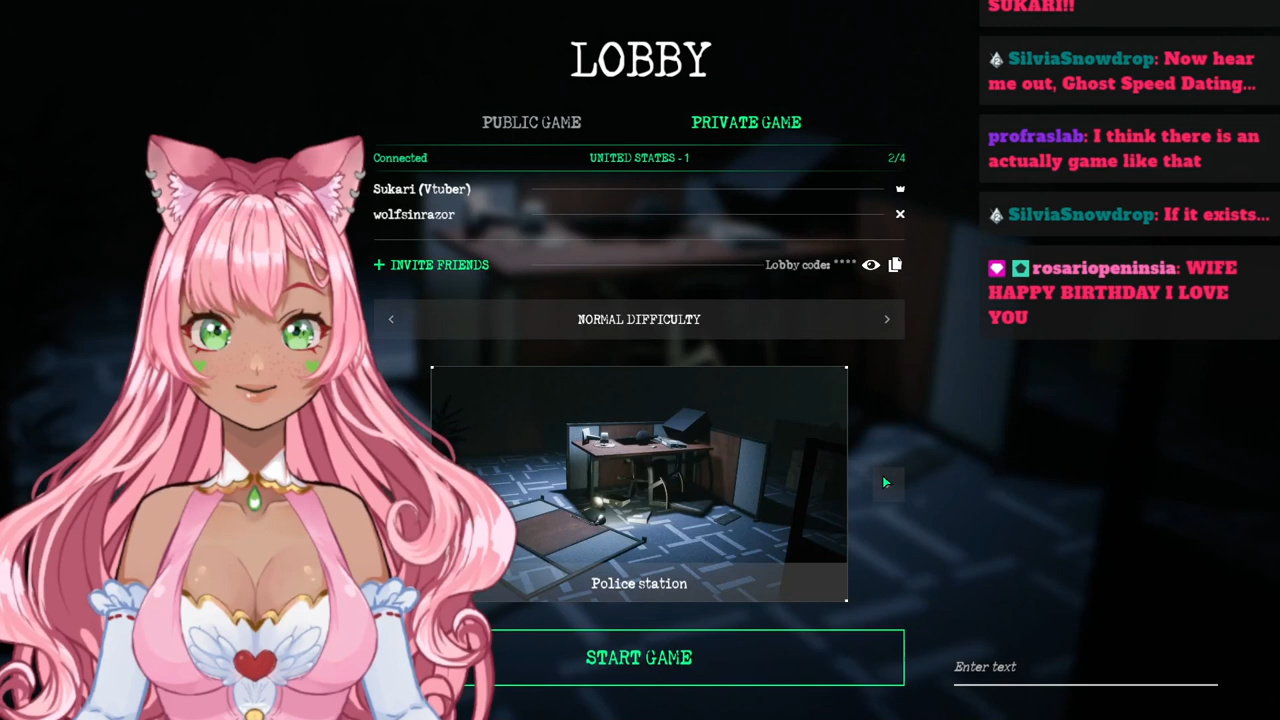 LOBBY
PUBLIC GAME
PRIVATE GAME
Connected
UNITED STATES - 1
2/4
Sukari (Vtuber)
wolfsinrazor
+ INVITE FRIENDS
Lobby code: ****
NORMAL DIFFICULTY
Police station
START GAME
SUKARI!!
SilviaSnowdrop: Now hear
me out, Ghost Speed Dating...
profraslab: I think there is an
actually game like that
SilviaSnowdrop: If it exists...
rosariopeninsia: WIFE
HAPPY BIRTHDAY I LOVE
YOU
Enter text